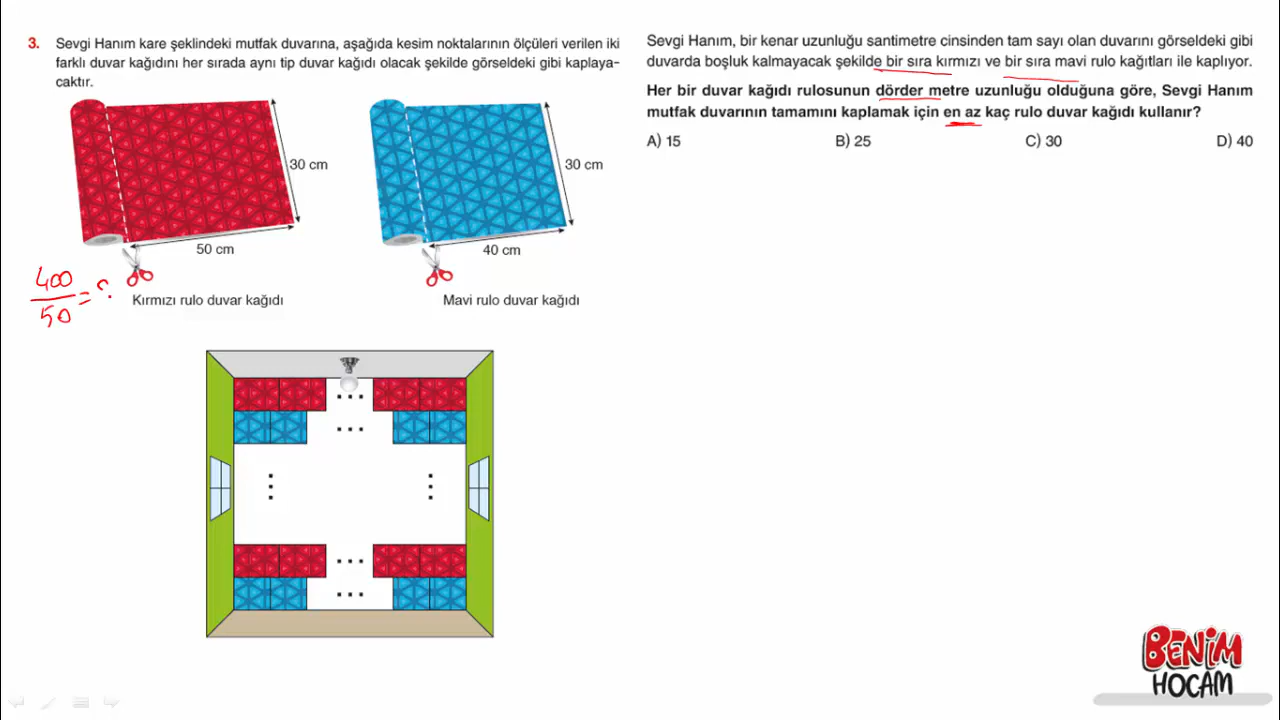 3. Sevgi Hanım kare şeklindeki mutfak duvarına, aşağıda kesim noktalarının ölçüleri verilen iki
farklı duvar kağıdını her sırada aynı tip duvar kağıdı olacak şekilde görseldeki gibi kaplaya-
caktır.
30 cm
50 cm
Kırmızı rulo duvar kağıdı
30 cm
40 cm
Mavi rulo duvar kağıdı
400
50
= ?
Sevgi Hanım, bir kenar uzunluğu santimetre cinsinden tam sayı olan duvarını görseldeki gibi
duvarda boşluk kalmayacak şekilde bir sıra kırmızı ve bir sıra mavi rulo kağıtları ile kaplıyor.
Her bir duvar kağıdı rulosunun dörder metre uzunluğu olduğuna göre, Sevgi Hanım
mutfak duvarının tamamını kaplamak için en az kaç rulo duvar kağıdı kullanır?
A) 15 B) 25 C) 30 D) 40
BENiM
HOCAM